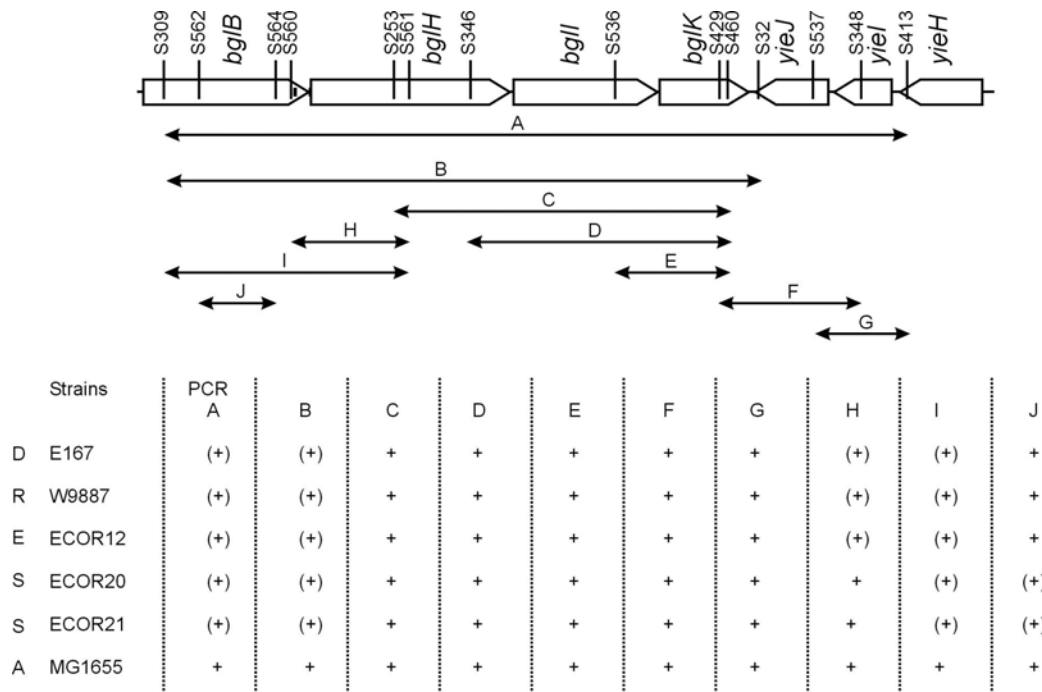 S309 S562 bglB S564 S560 S253 S561 bglH S346 bglI S536 bglK S429 S460 S32 yieJ S537 S348 yieI S413 yieH
A
B
C
H D
I E
J F
G
Strains PCR
A B C D E F G H I J
D E167 (+) (+) + + + + + (+) (+) +
R W9887 (+) (+) + + + + + (+) (+) +
E ECOR12 (+) (+) + + + + + (+) (+) +
S ECOR20 (+) (+) + + + + + + (+) (+)
S ECOR21 (+) (+) + + + + + + (+) (+)
A MG1655 + + + + + + + + + +